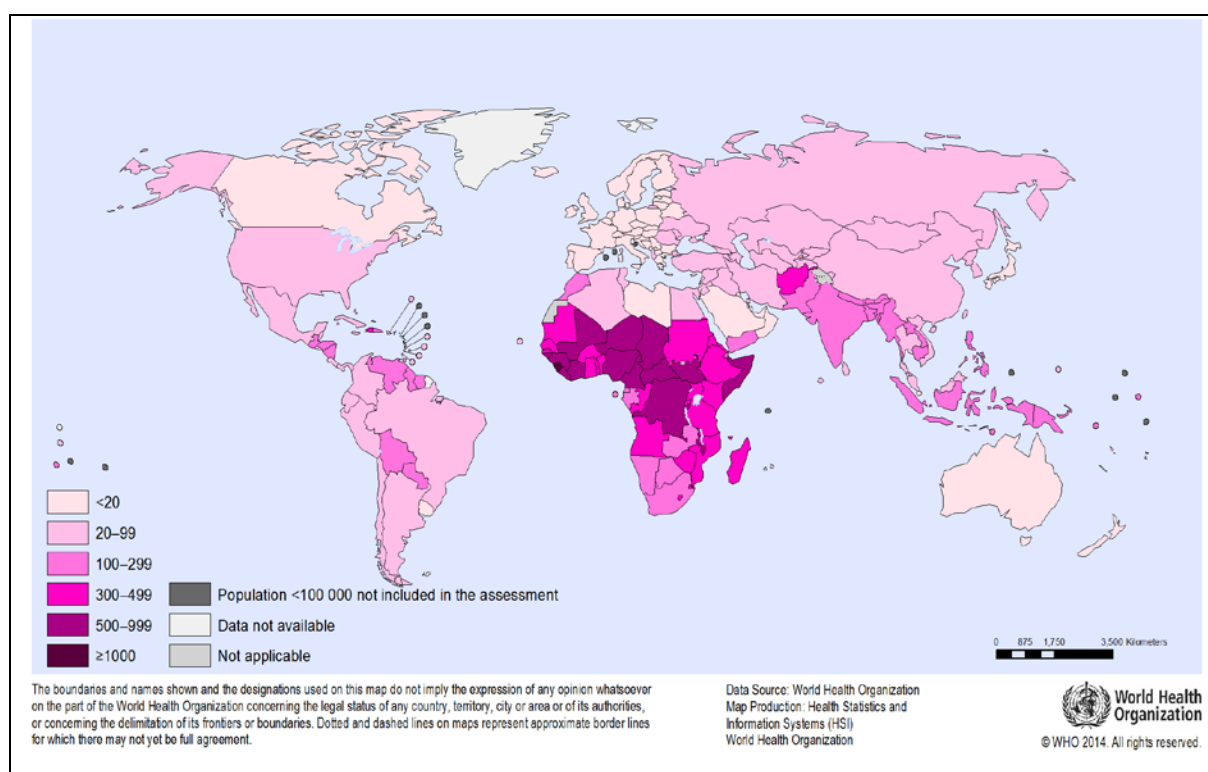 <20
20–99
100–299
300–499
500–999
≥1000
Population <100 000 not included in the assessment
Data not available
Not applicable
0 875 1,750 3,500 Kilometers
The boundaries and names shown and the designations used on this map do not imply the expression of any opinion whatsoever
on the part of the World Health Organization concerning the legal status of any country, territory, city or area or of its authorities,
or concerning the delimitation of its frontiers or boundaries. Dotted and dashed lines on maps represent approximate border lines
for which there may not yet be full agreement.
Data Source: World Health Organization
Map Production: Health Statistics and
Information Systems (HSI)
World Health Organization
World Health
Organization
© WHO 2014. All rights reserved.